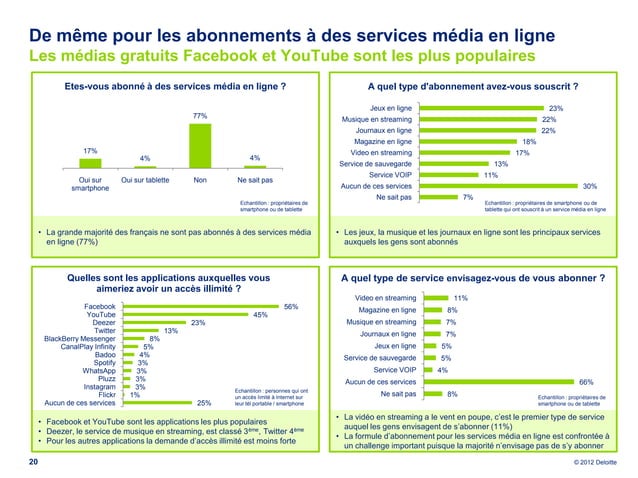 De même pour les abonnements à des services média en ligne
Les médias gratuits Facebook et YouTube sont les plus populaires
Etes-vous abonné à des services média en ligne ?
77%
17%
4%
4%
Oui sur
smartphone
Oui sur tablette
Non
Ne sait pas
Echantillon : propriétaires de
smartphone ou de tablette
• La grande majorité des français ne sont pas abonnés à des services média
en ligne (77%)
A quel type d'abonnement avez-vous souscrit ?
Jeux en ligne 23%
Musique en streaming 22%
Journaux en ligne 22%
Magazine en ligne 18%
Video en streaming 17%
Service de sauvegarde 13%
Service VOIP 11%
Aucun de ces services 30%
Ne sait pas 7%
Echantillon : propriétaires de smartphone ou de
tablette qui ont souscrit à un service média en ligne
• Les jeux, la musique et les journaux en ligne sont les principaux services
auxquels les gens sont abonnés
Quelles sont les applications auxquelles vous
aimeriez avoir un accès illimité ?
Facebook 56%
YouTube 45%
Deezer 23%
Twitter 13%
BlackBerry Messenger 8%
CanalPlay Infinity 5%
Badoo 4%
Spotify 3%
WhatsApp 3%
Pluzz 3%
Instagram 3%
Flickr 1%
Aucun de ces services 25%
Echantillon : personnes qui ont
un accès limité à Internet sur
leur tél portable / smartphone
• Facebook et YouTube sont les applications les plus populaires
• Deezer, le service de musique en streaming, est classé 3ème, Twitter 4ème
• Pour les autres applications la demande d'accès illimité est moins forte
A quel type de service envisagez-vous de vous abonner ?
Video en streaming 11%
Magazine en ligne 8%
Musique en streaming 7%
Journaux en ligne 7%
Jeux en ligne 5%
Service de sauvegarde 5%
Service VOIP 4%
Aucun de ces services 66%
Ne sait pas 8%
Echantillon : propriétaires de
smartphone ou de tablette
• La vidéo en streaming a le vent en poupe, c'est le premier type de service
auquel les gens envisagent de s'abonner (11%)
• La formule d'abonnement pour les services média en ligne est confrontée à
un challenge important puisque la majorité n'envisage pas de s'y abonner
20
© 2012 Deloitte